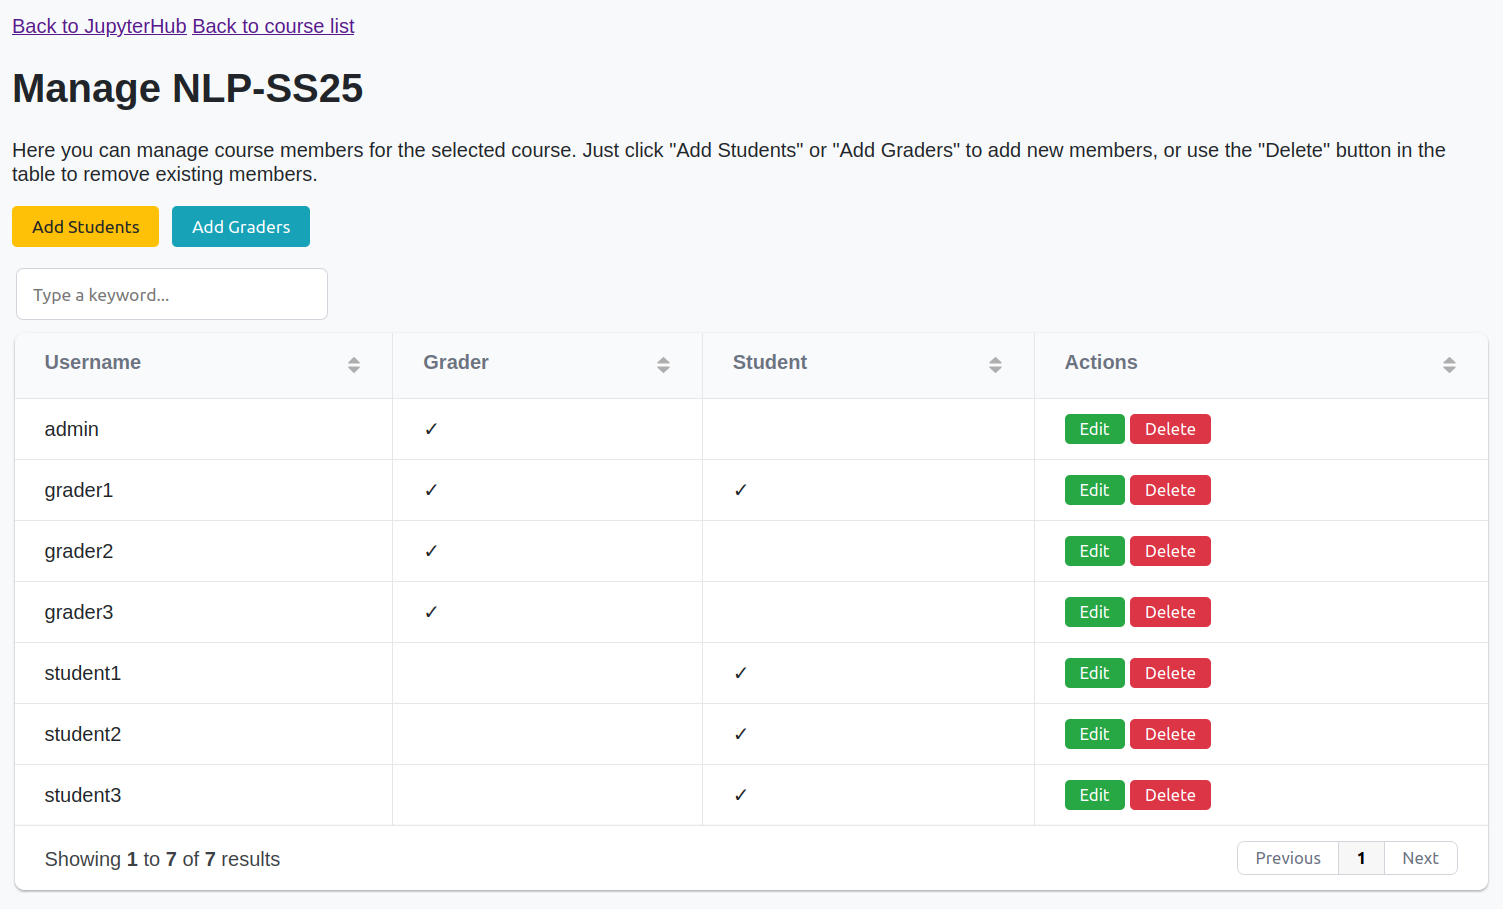 Back to JupyterHub Back to course list
Manage NLP-SS25
Here you can manage course members for the selected course. Just click "Add Students" or "Add Graders" to add new members, or use the "Delete" button in the
table to remove existing members.
Add Students Add Graders
Type a keyword...
Username Grader Student Actions
admin ✓ Edit Delete
grader1 ✓ ✓ Edit Delete
grader2 ✓ Edit Delete
grader3 ✓ Edit Delete
student1 ✓ Edit Delete
student2 ✓ Edit Delete
student3 ✓ Edit Delete
Showing 1 to 7 of 7 results Previous 1 Next